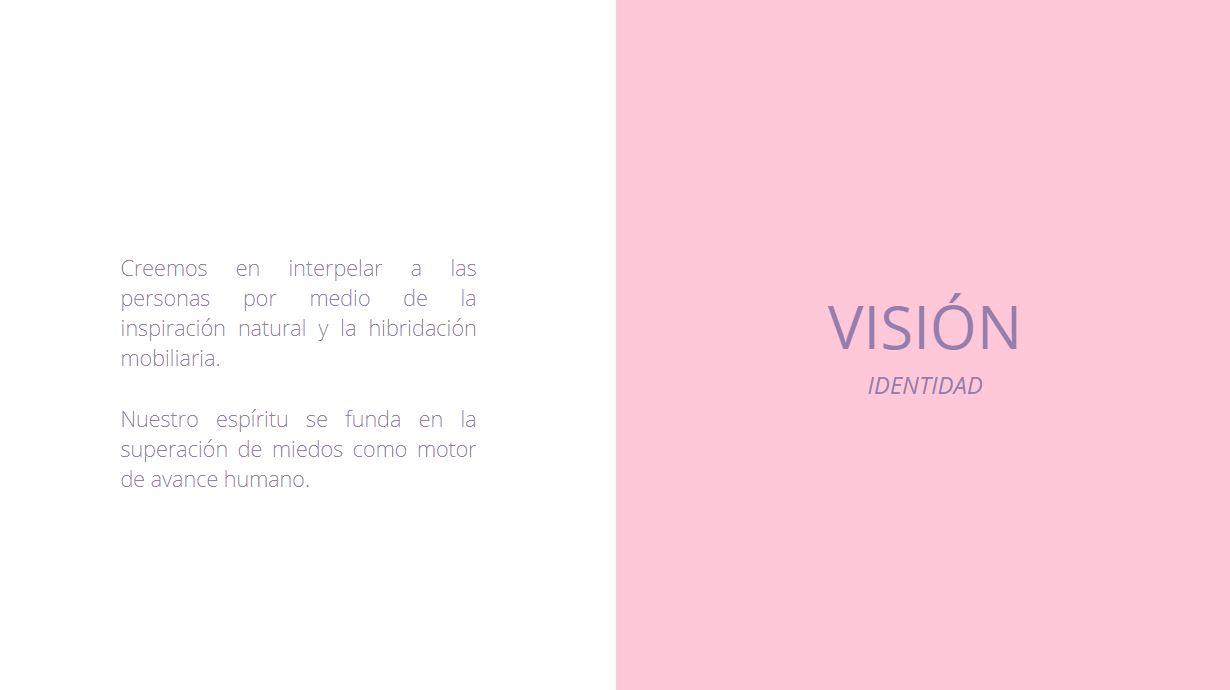 Creemos en interpelar a las
personas por medio de la
inspiración natural y la hibridación
mobiliaria.
Nuestro espíritu se funda en la
superación de miedos como motor
de avance humano.
VISIÓN
IDENTIDAD